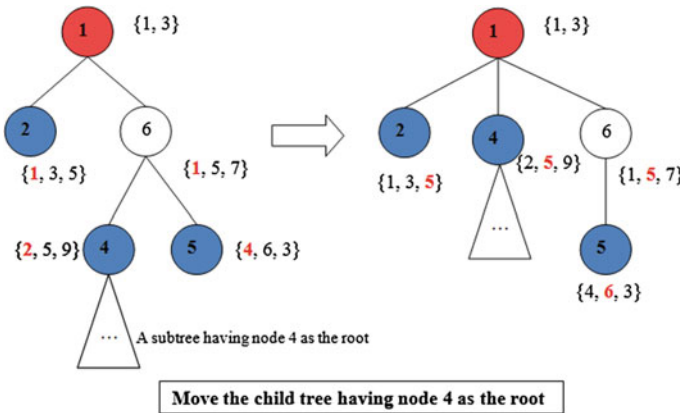 1 {1, 3}
2 6
{1, 3, 5} {1, 5, 7}
{2, 5, 9} 4 5 {4, 6, 3}
... A subtree having node 4 as the root
1 {1, 3}
2 4 6
{1, 3, 5} {2, 5, 9} {1, 5, 7}
... 5
{4, 6, 3}
Move the child tree having node 4 as the root